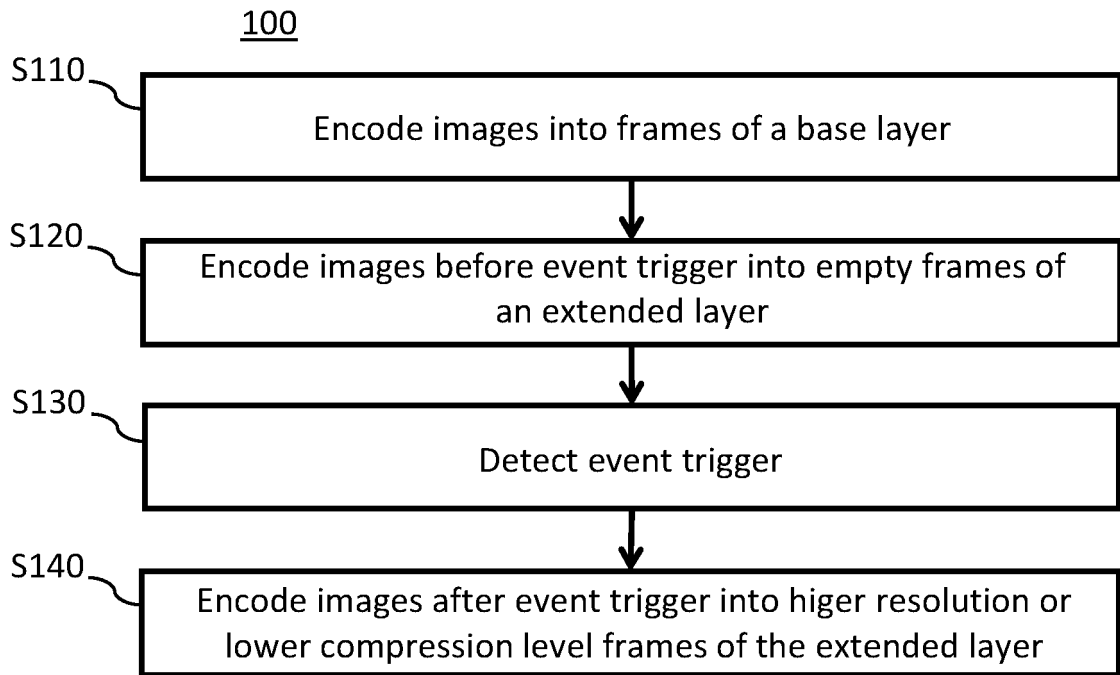 100
S110
Encode images into frames of a base layer
S120
Encode images before event trigger into empty frames of
an extended layer
S130
Detect event trigger
S140
Encode images after event trigger into higer resolution or
lower compression level frames of the extended layer